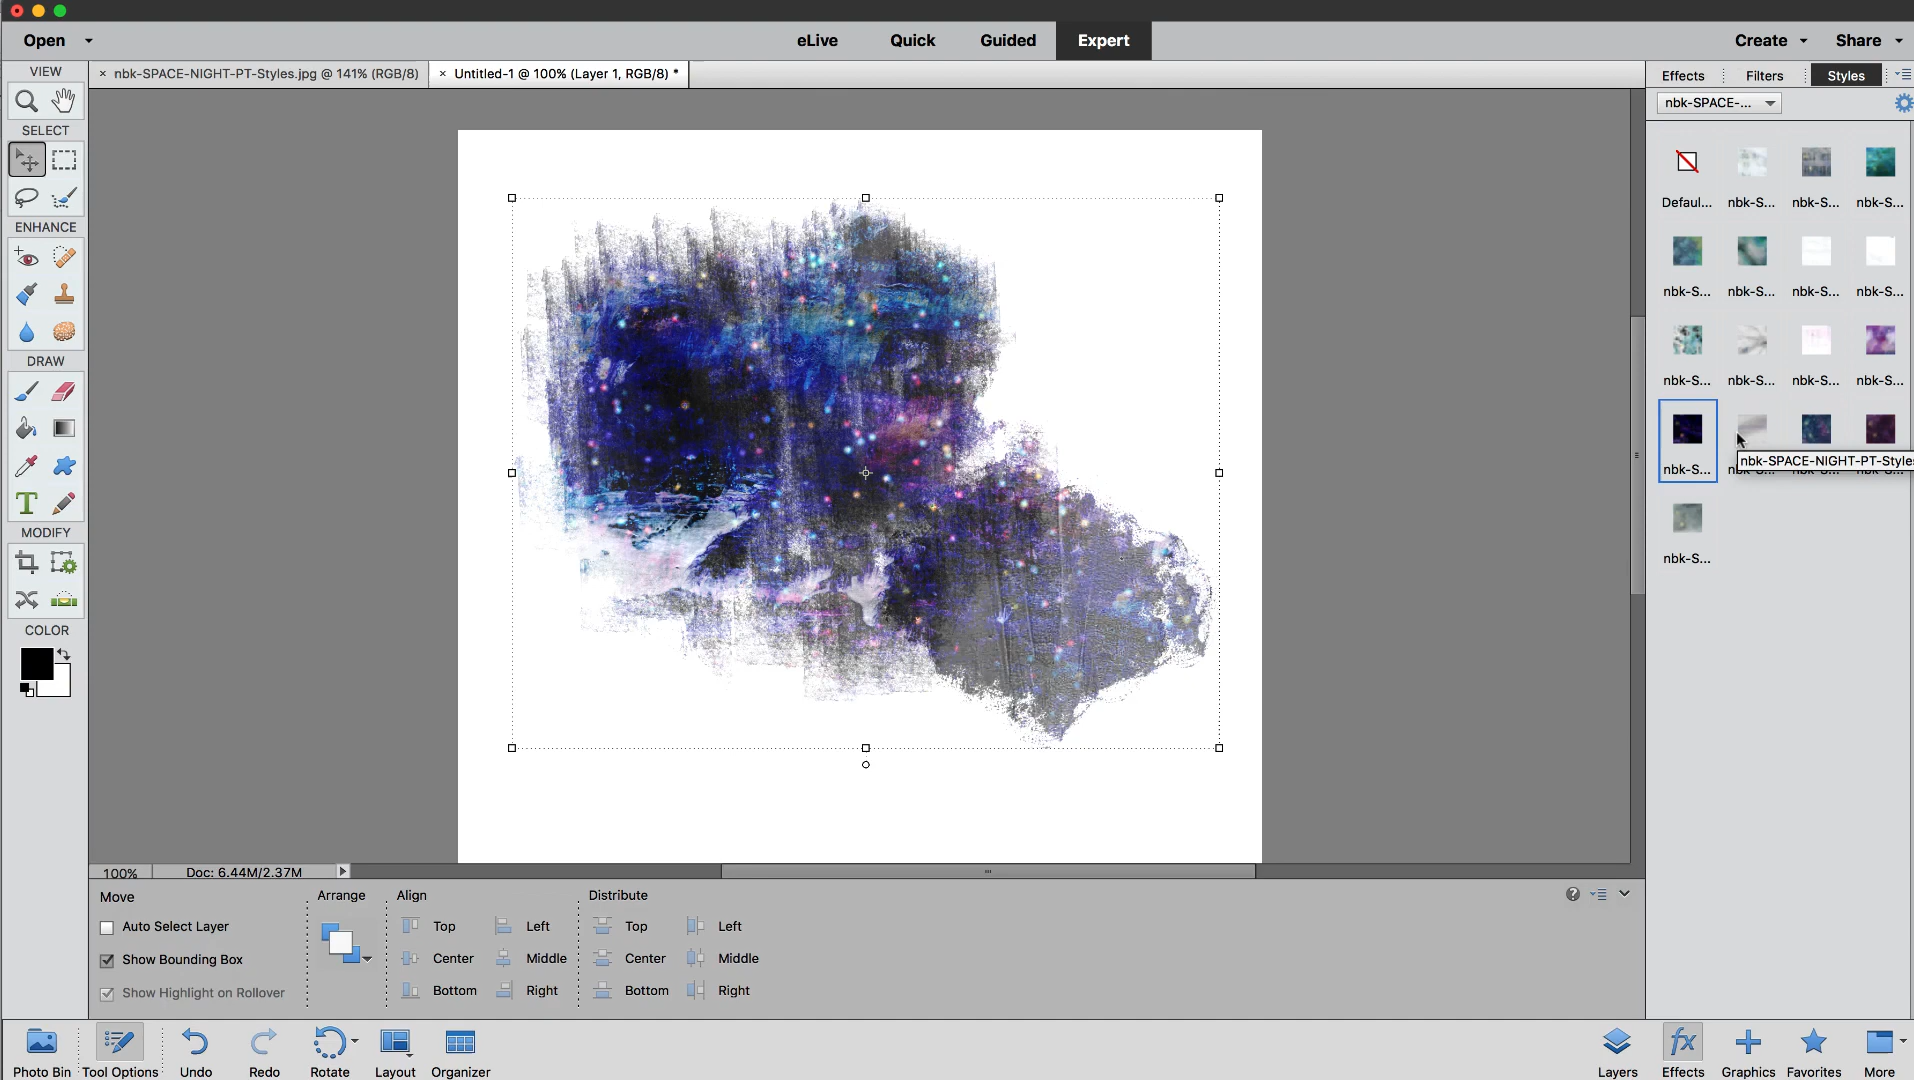 Open eLive Quick Guided Expert Create Share
VIEW
× nbk-SPACE-NIGHT-PT-Styles.jpg @ 141% (RGB/8) × Untitled-1 @ 100% (Layer 1, RGB/8) *
Effects Filters Styles
nbk-SPACE-...
SELECT
Defaul... nbk-S... nbk-S... nbk-S...
ENHANCE
nbk-S... nbk-S... nbk-S... nbk-S...
DRAW
nbk-S... nbk-S... nbk-S... nbk-S...
nbk-SPACE-NIGHT-PT-Style
nbk-S...
T
MODIFY
nbk-S...
COLOR
100% Doc: 6.44M/2.37M
Move Arrange Align Distribute
Auto Select Layer Top Left Top Left
Show Bounding Box Center Middle Center Middle
Show Highlight on Rollover Bottom Right Bottom Right
fx
Photo Bin Tool Options Undo Redo Rotate Layout Organizer Layers Effects Graphics Favorites More